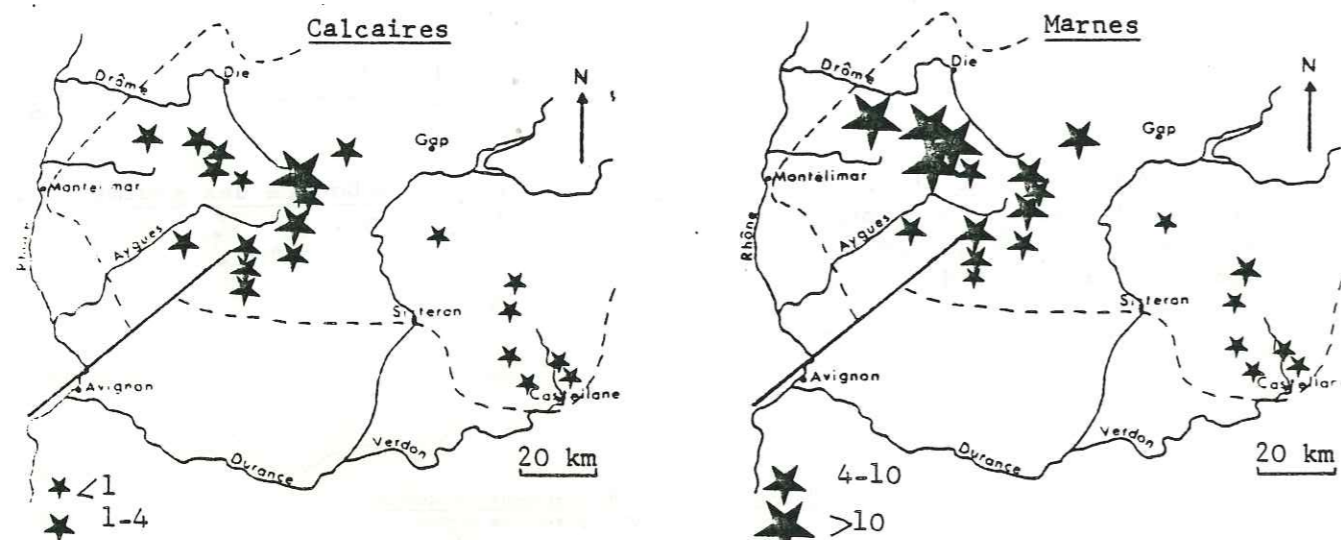 Calcaires
Drôme
Die
N
Gap
Montélimar
Aygues
Sisteron
Avignon
Castellane
Verdon
Durance
20 km
<1
1-4
Marnes
Drôme
Die
N
Gap
Montélimar
Rhône
Aygues
Sisteron
Avignon
Castellar
Verdon
Durance
20 km
4-10
>10